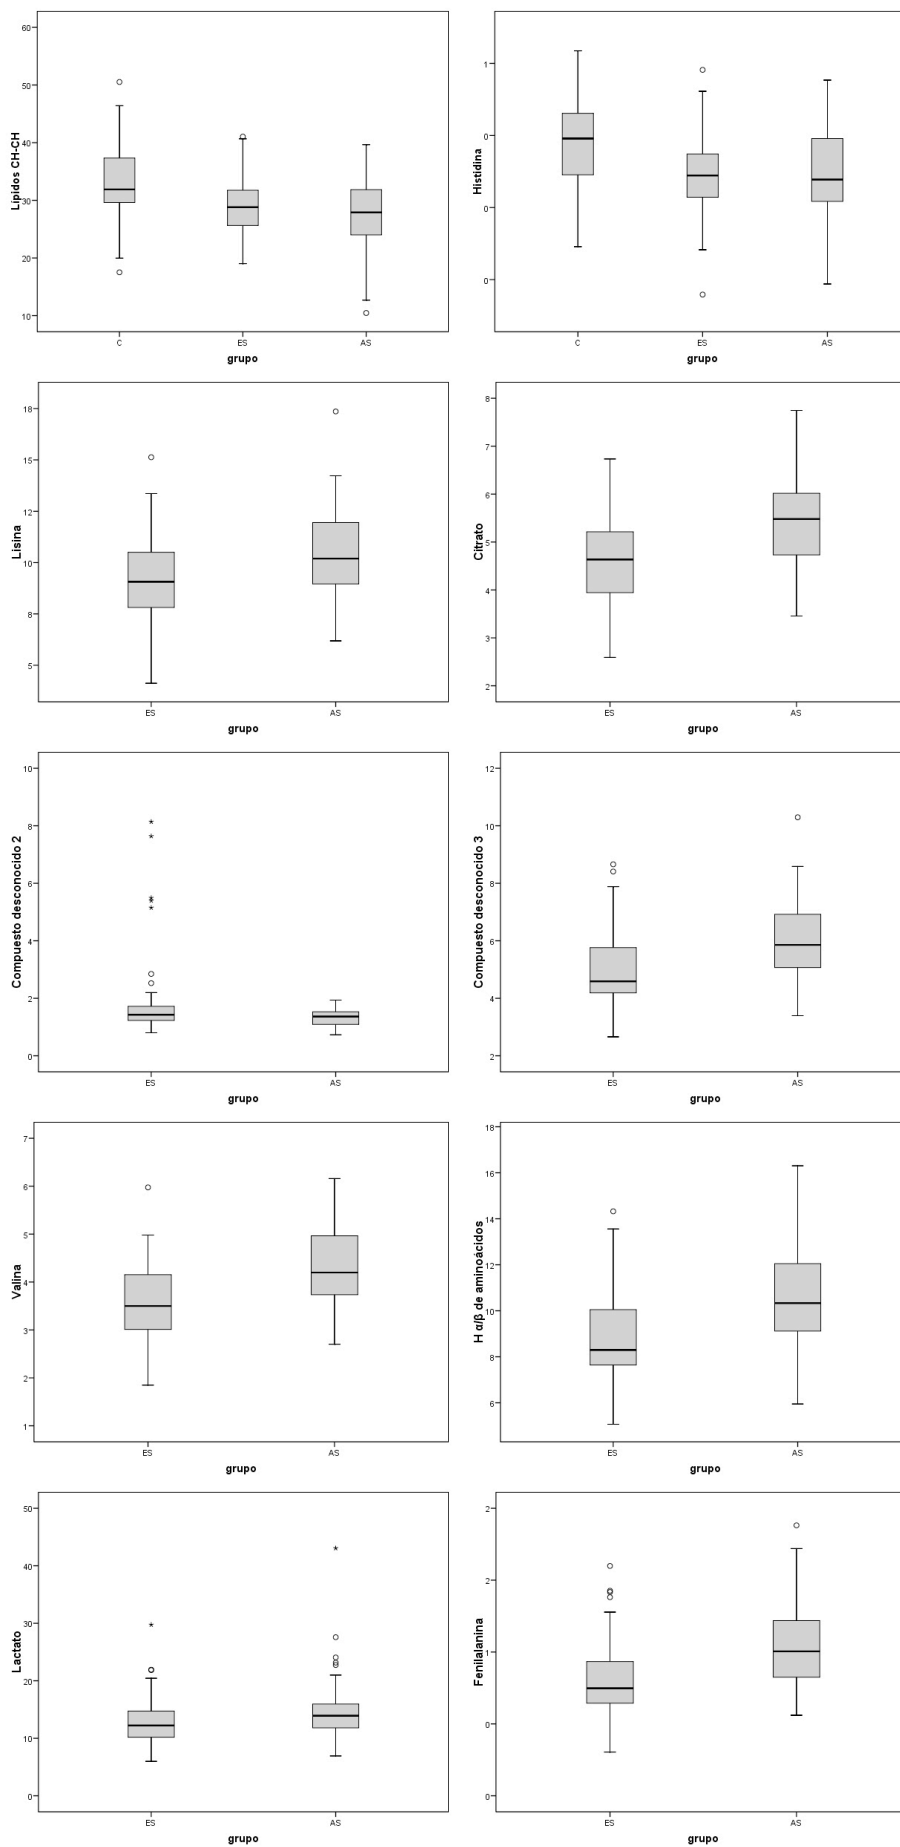 Lípidos CH-CH
60
50
40
30
20
10
C ES AS
grupo
Histidina
1
0
0
0
C ES AS
grupo
Lisina
18
15
12
10
8
5
ES AS
grupo
Citrato
8
7
6
5
4
3
2
ES AS
grupo
Compuesto desconocido 2
10
8
6
4
2
0
ES AS
grupo
Compuesto desconocido 3
12
10
8
6
4
2
ES AS
grupo
Valina
7
6
5
4
3
2
1
ES AS
grupo
H α/β de aminoácidos
18
16
14
12
10
8
6
ES AS
grupo
Lactato
50
40
30
20
10
0
ES AS
grupo
Fenilalanina
2
2
1
0
0
ES AS
grupo